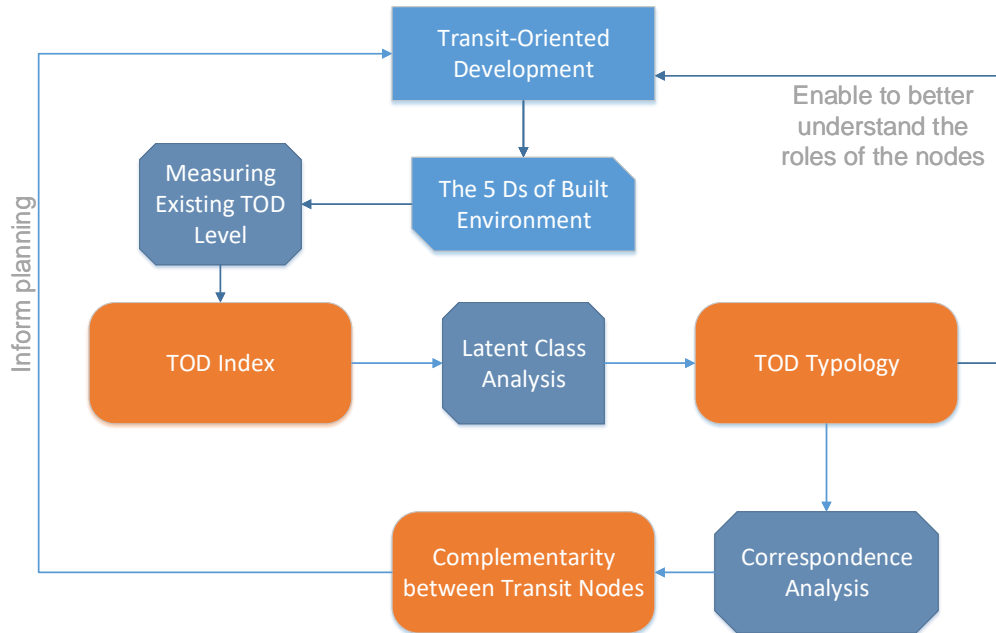 Transit-Oriented
Development
Enable to better
understand the
roles of the nodes
Measuring
Existing TOD
Level
The 5 Ds of Built
Environment
Inform planning
TOD Index
Latent Class
Analysis
TOD Typology
Complementarity
between Transit Nodes
Correspondence
Analysis